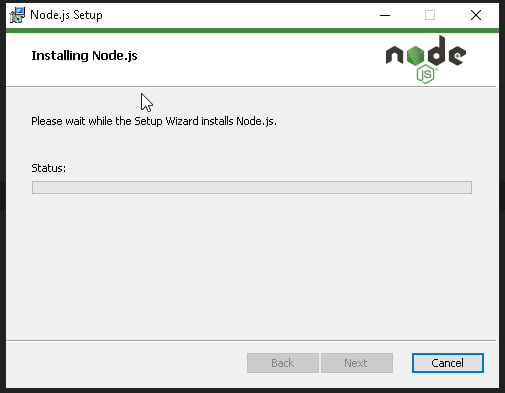 Node.js Setup
Installing Node.js
node
JS
Please wait while the Setup Wizard installs Node.js.
Status:
Back
Next
Cancel